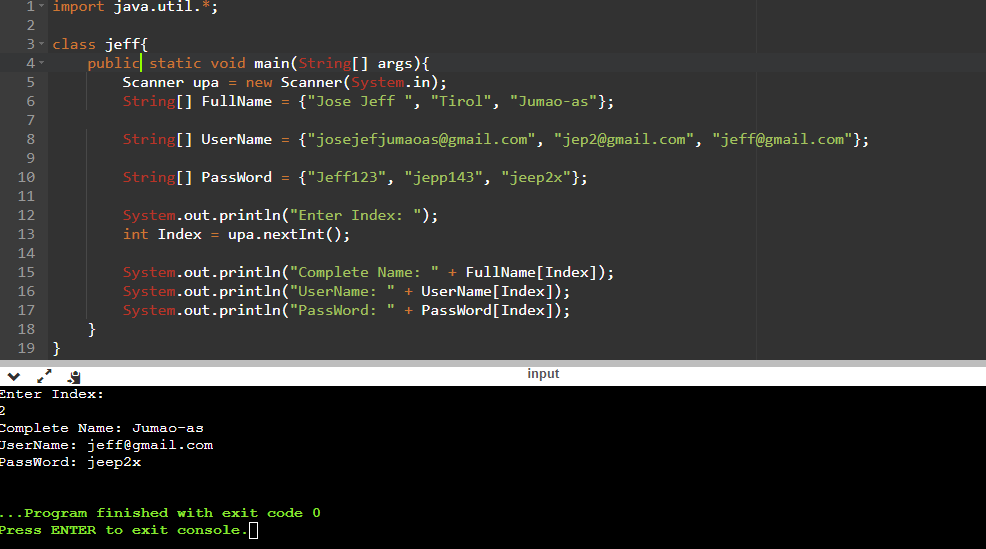 1 import java.util.*;
2
3 class jeff{
4 public static void main(String[] args){
5 Scanner upa = new Scanner(System.in);
6 String[] FullName = {"Jose Jeff ", "Tirol", "Jumao-as"};
7
8 String[] UserName = {"josejefjumaoas@gmail.com", "jep2@gmail.com", "jeff@gmail.com"};
9
10 String[] PassWord = {"Jeff123", "jepp143", "jeep2x"};
11
12 System.out.println("Enter Index: ");
13 int Index = upa.nextInt();
14
15 System.out.println("Complete Name: " + FullName[Index]);
16 System.out.println("UserName: " + UserName[Index]);
17 System.out.println("PassWord: " + PassWord[Index]);
18 }
19 }
input
Enter Index:
2
Complete Name: Jumao-as
UserName: jeff@gmail.com
PassWord: jeep2x
...Program finished with exit code 0
Press ENTER to exit console.